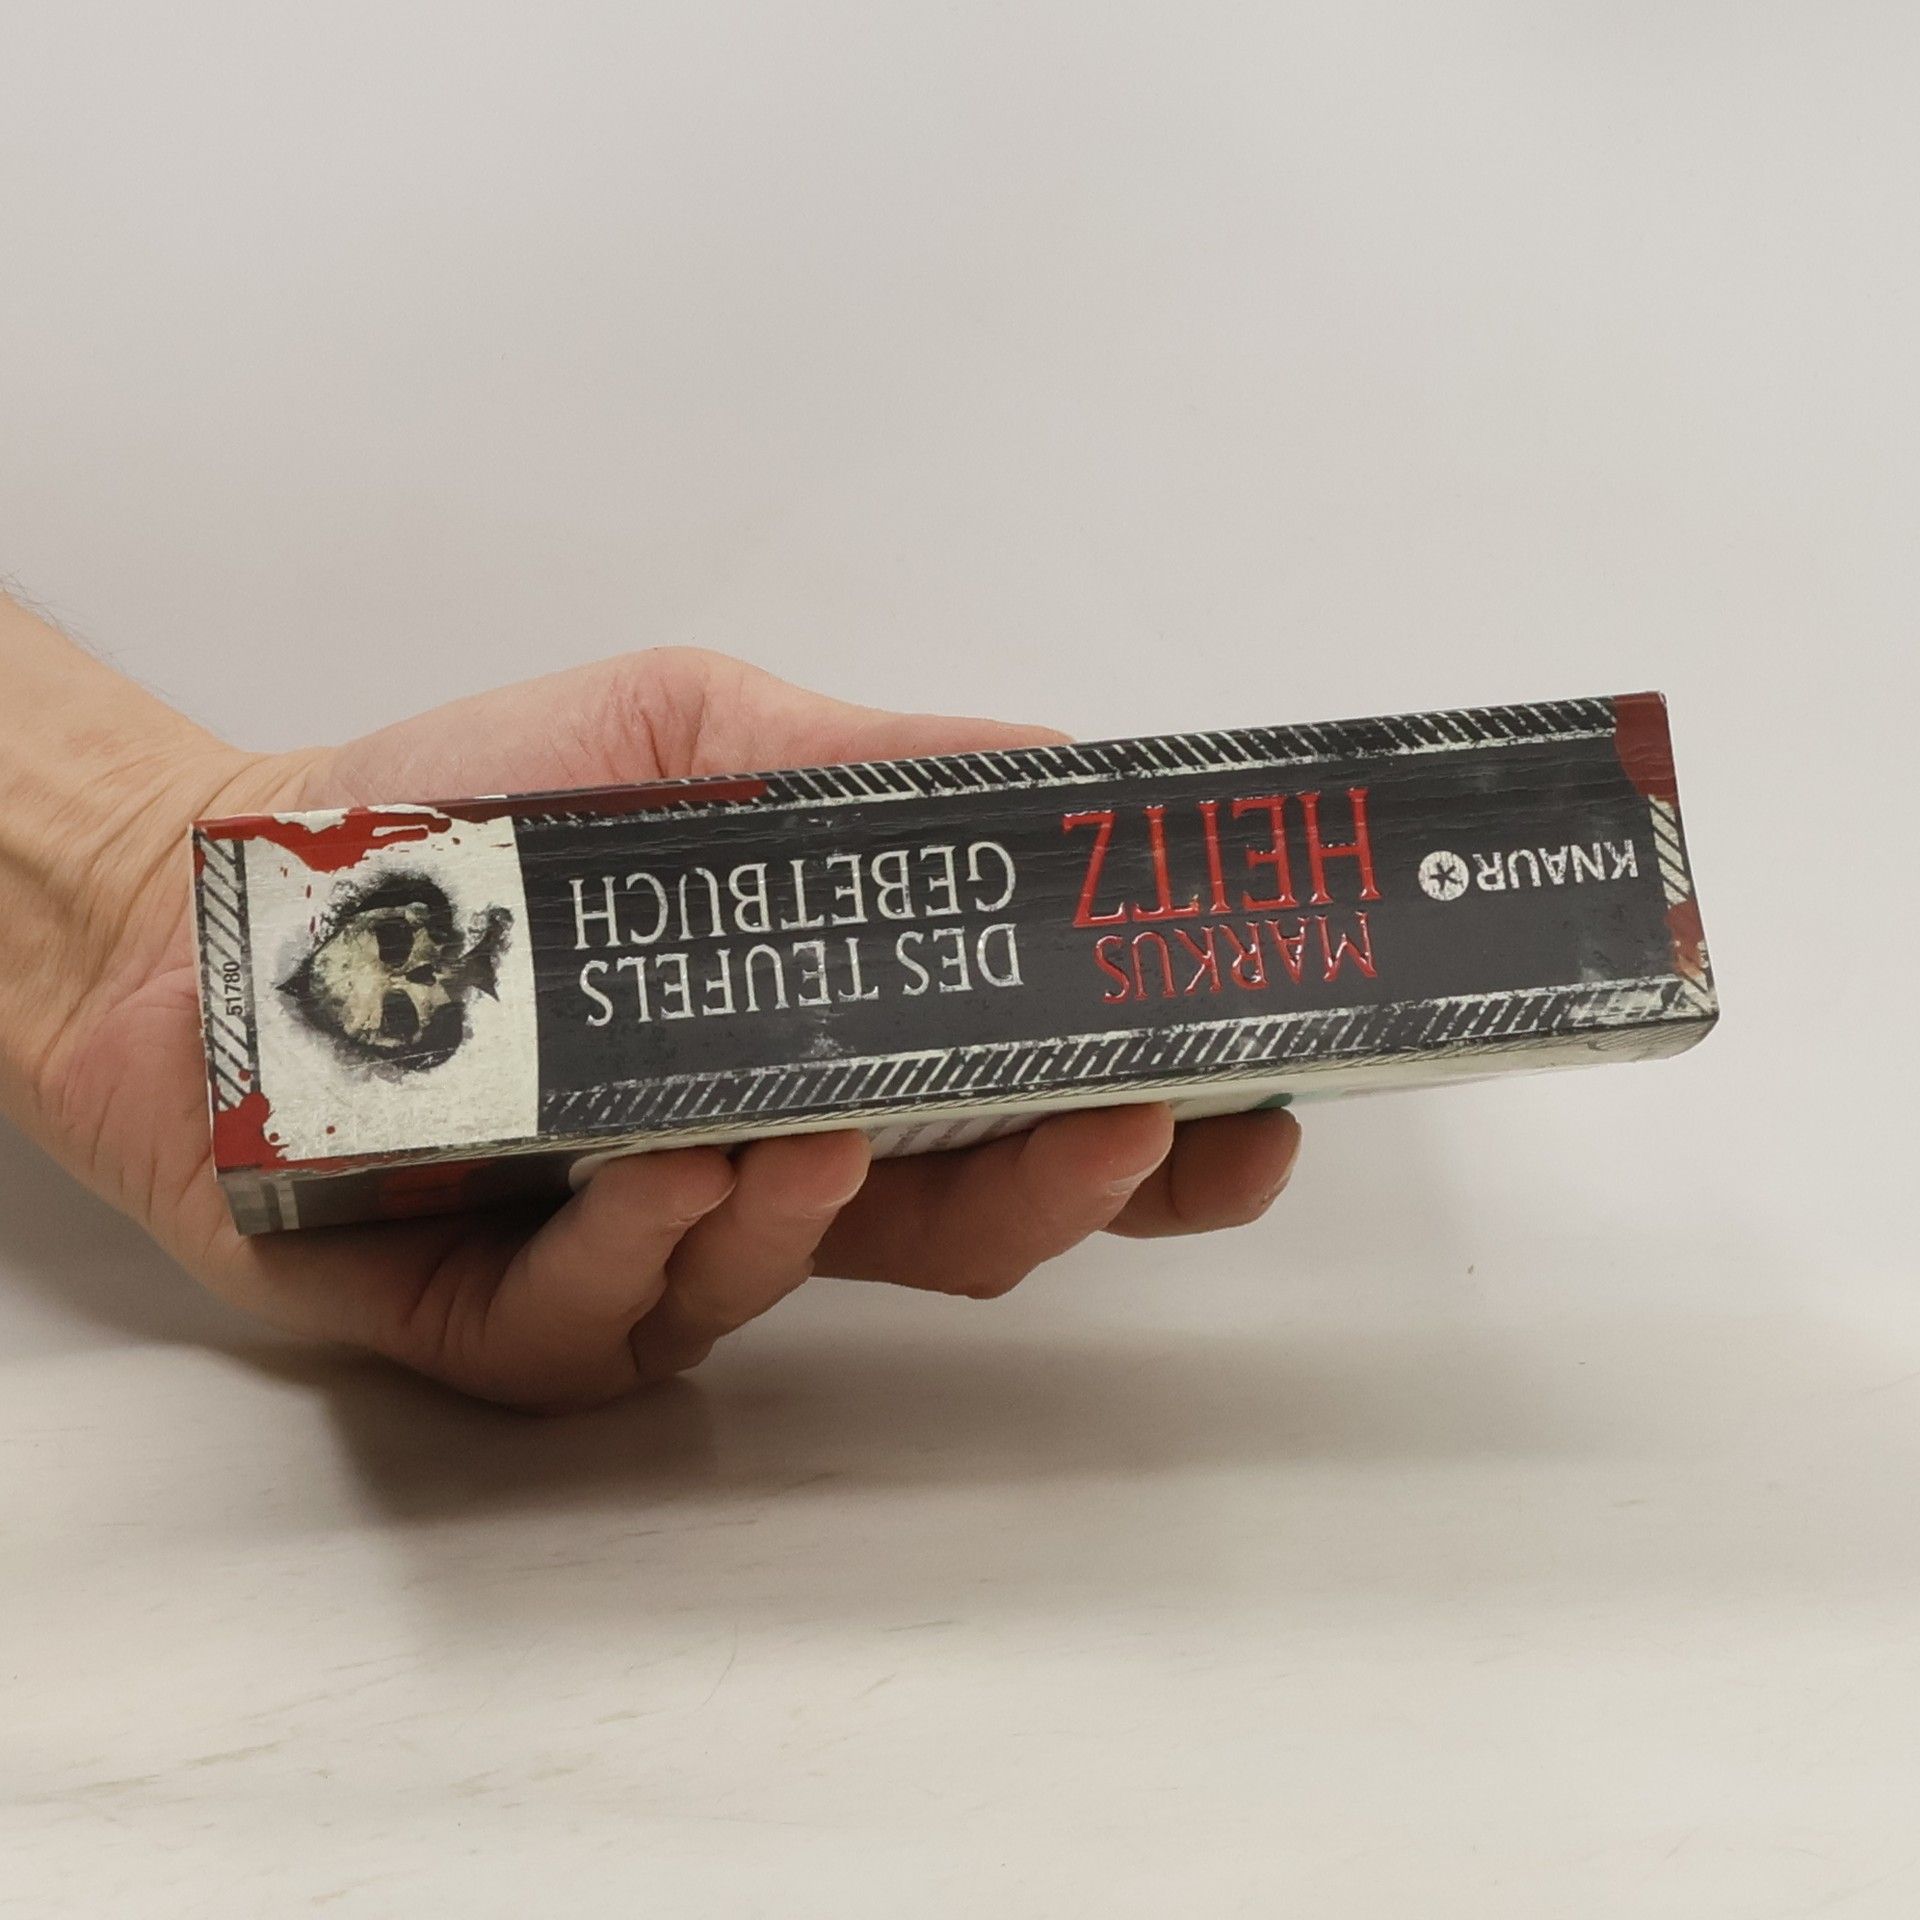 KNAUR
MARKUS
HEITZ
DES TEUFELS
GEBETBUCH
51780